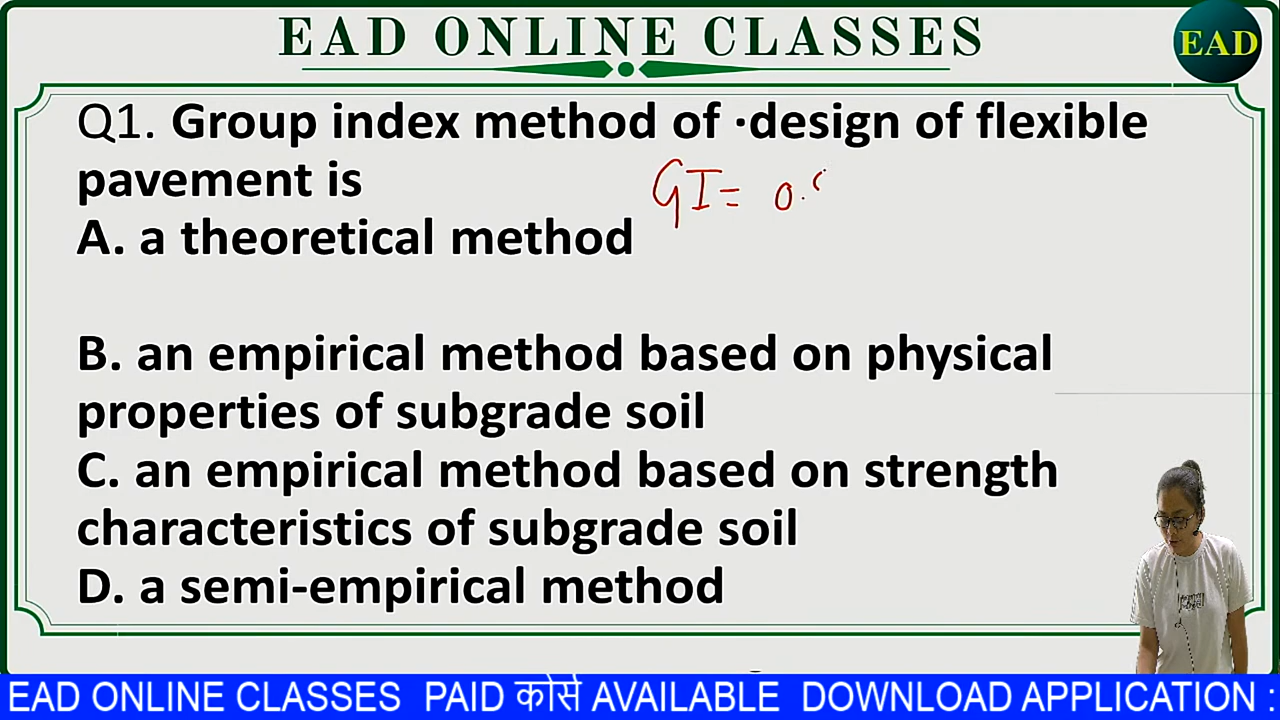 EAD ONLINE CLASSES
EAD
Q1. Group index method of ·design of flexible
pavement is
GI= 0.
A. a theoretical method
B. an empirical method based on physical
properties of subgrade soil
C. an empirical method based on strength
characteristics of subgrade soil
D. a semi-empirical method
EAD ONLINE CLASSES PAID कोर्स AVAILABLE DOWNLOAD APPLICATION :